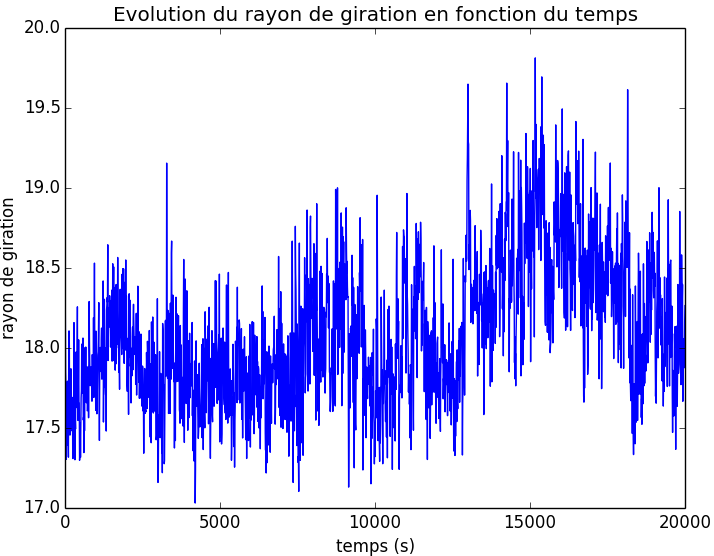 Evolution du rayon de giration en fonction du temps
20.0
19.5
19.0
18.5
18.0
17.5
17.0
rayon de giration
0 5000 10000 15000 20000
temps (s)